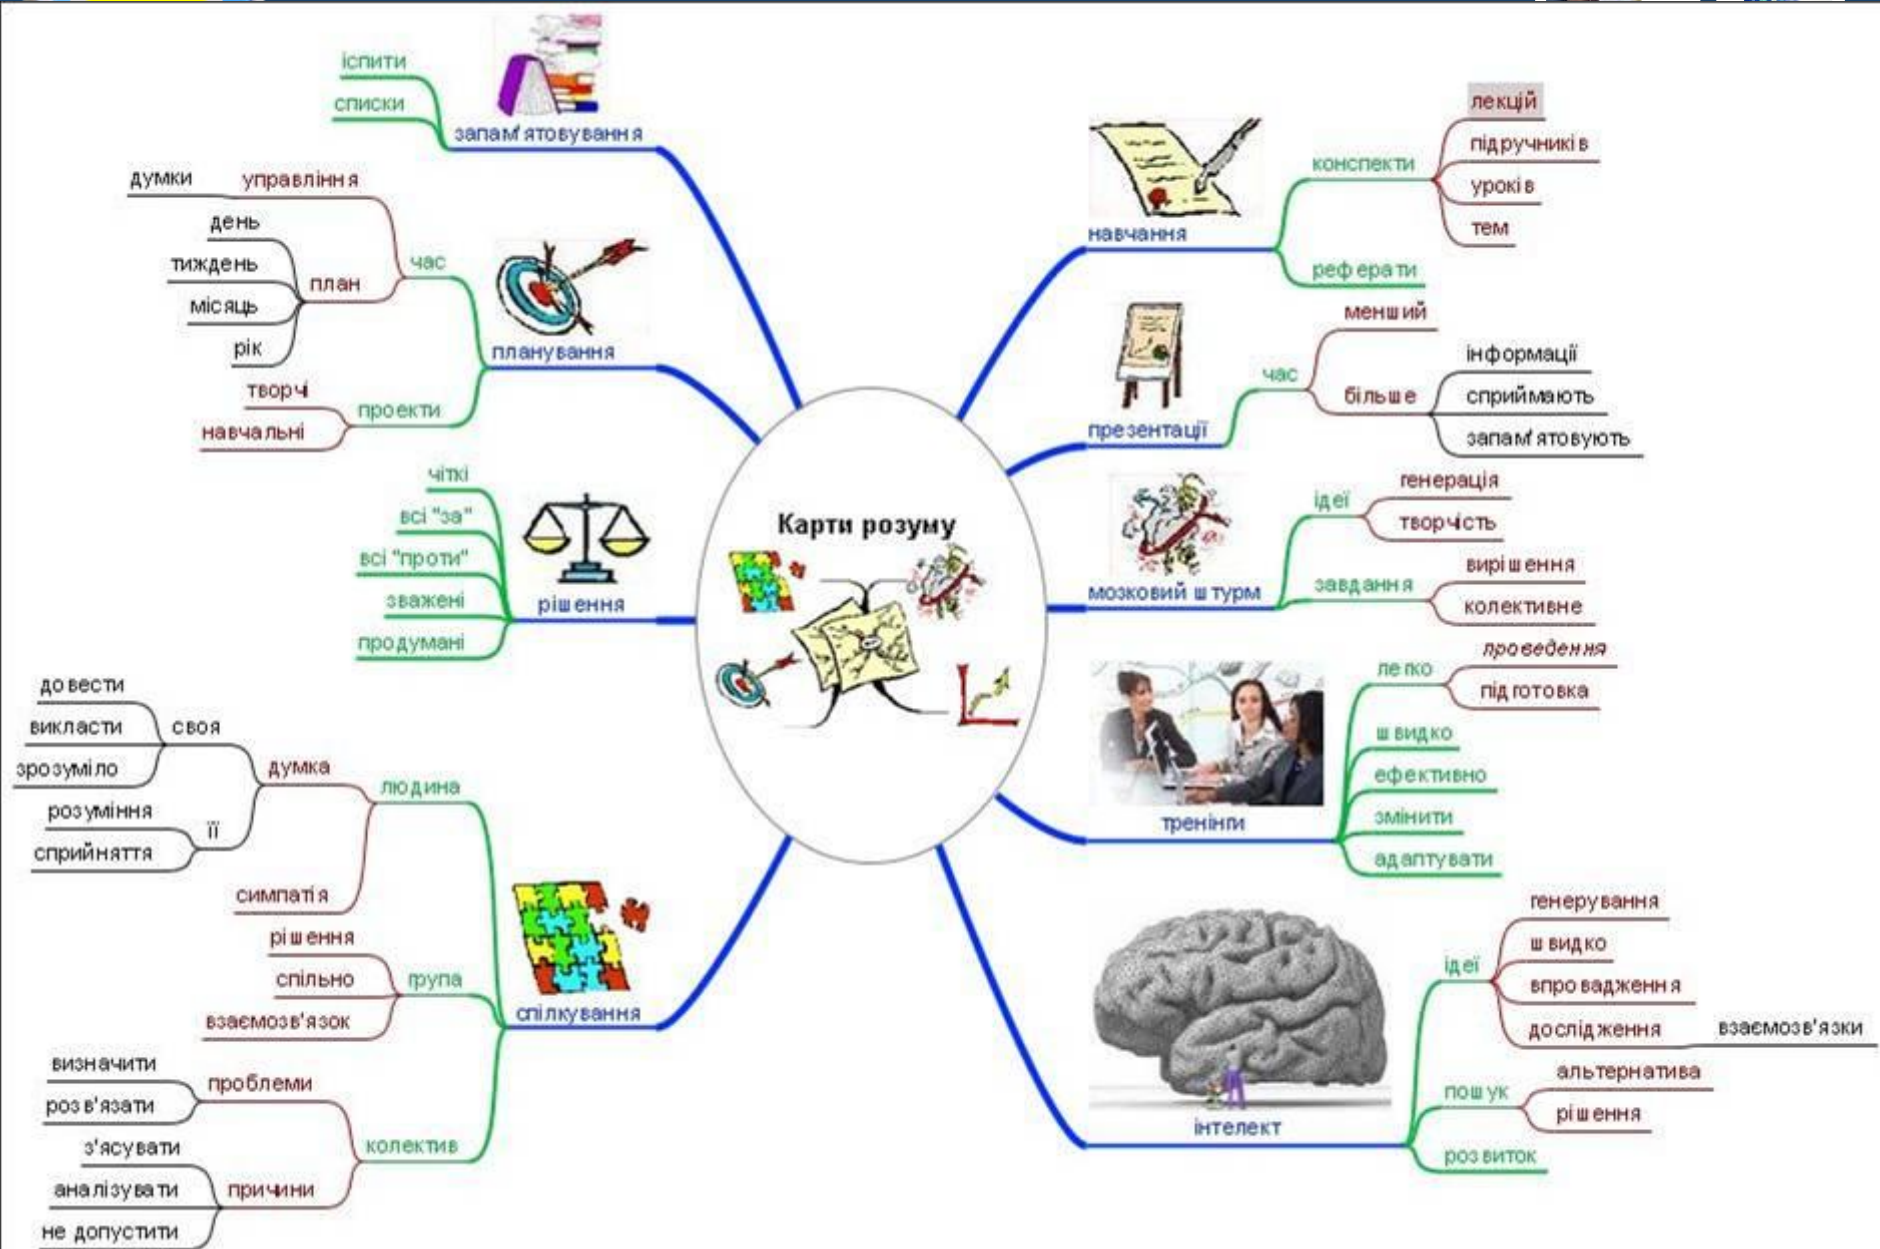 Карти розуму
запам'ятовування
іспити
списки
планування
час
управління
думки
план
день
тиждень
місяць
рік
проекти
творчі
навчальні
рішення
чіткі
всі "за"
всі "проти"
зважені
продумані
спілкування
людина
думка
своя
довести
викласти
зрозуміло
її
розуміння
сприйняття
симпатія
група
рішення
спільно
взаємозв'язок
колектив
проблеми
визначити
розв'язати
причини
з'ясувати
аналізувати
не допустити
навчання
конспекти
лекцій
підручників
уроків
тем
реферати
презентації
час
менший
більше
інформації
сприймають
запам'ятовують
мозковий штурм
ідеї
генерація
творчість
завдання
вирішення
колективне
тренінги
легко
проведення
підготовка
швидко
ефективно
змінити
адаптувати
інтелект
ідеї
генерування
швидко
впровадження
дослідження
взаємозв'язки
пошук
альтернатива
рішення
розвиток